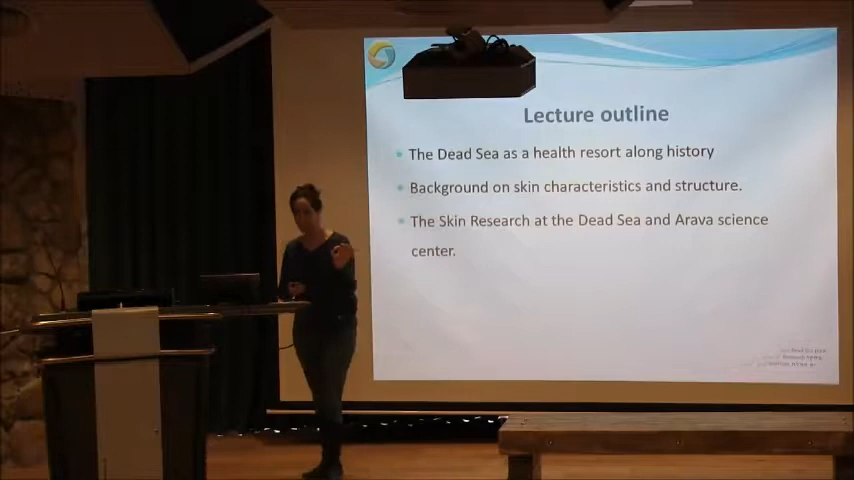 Lecture outline
The Dead Sea as a health resort along history
Background on skin characteristics and structure.
The Skin Research at the Dead Sea and Arava science
center.